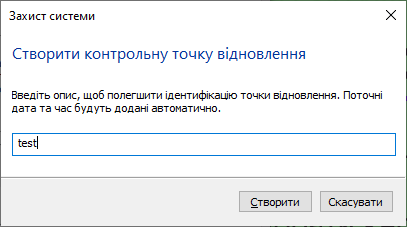 Захист системи
Створити контрольну точку відновлення
Введіть опис, щоб полегшити ідентифікацію точки відновлення. Поточні
дата та час будуть додані автоматично.
test
Створити
Скасувати